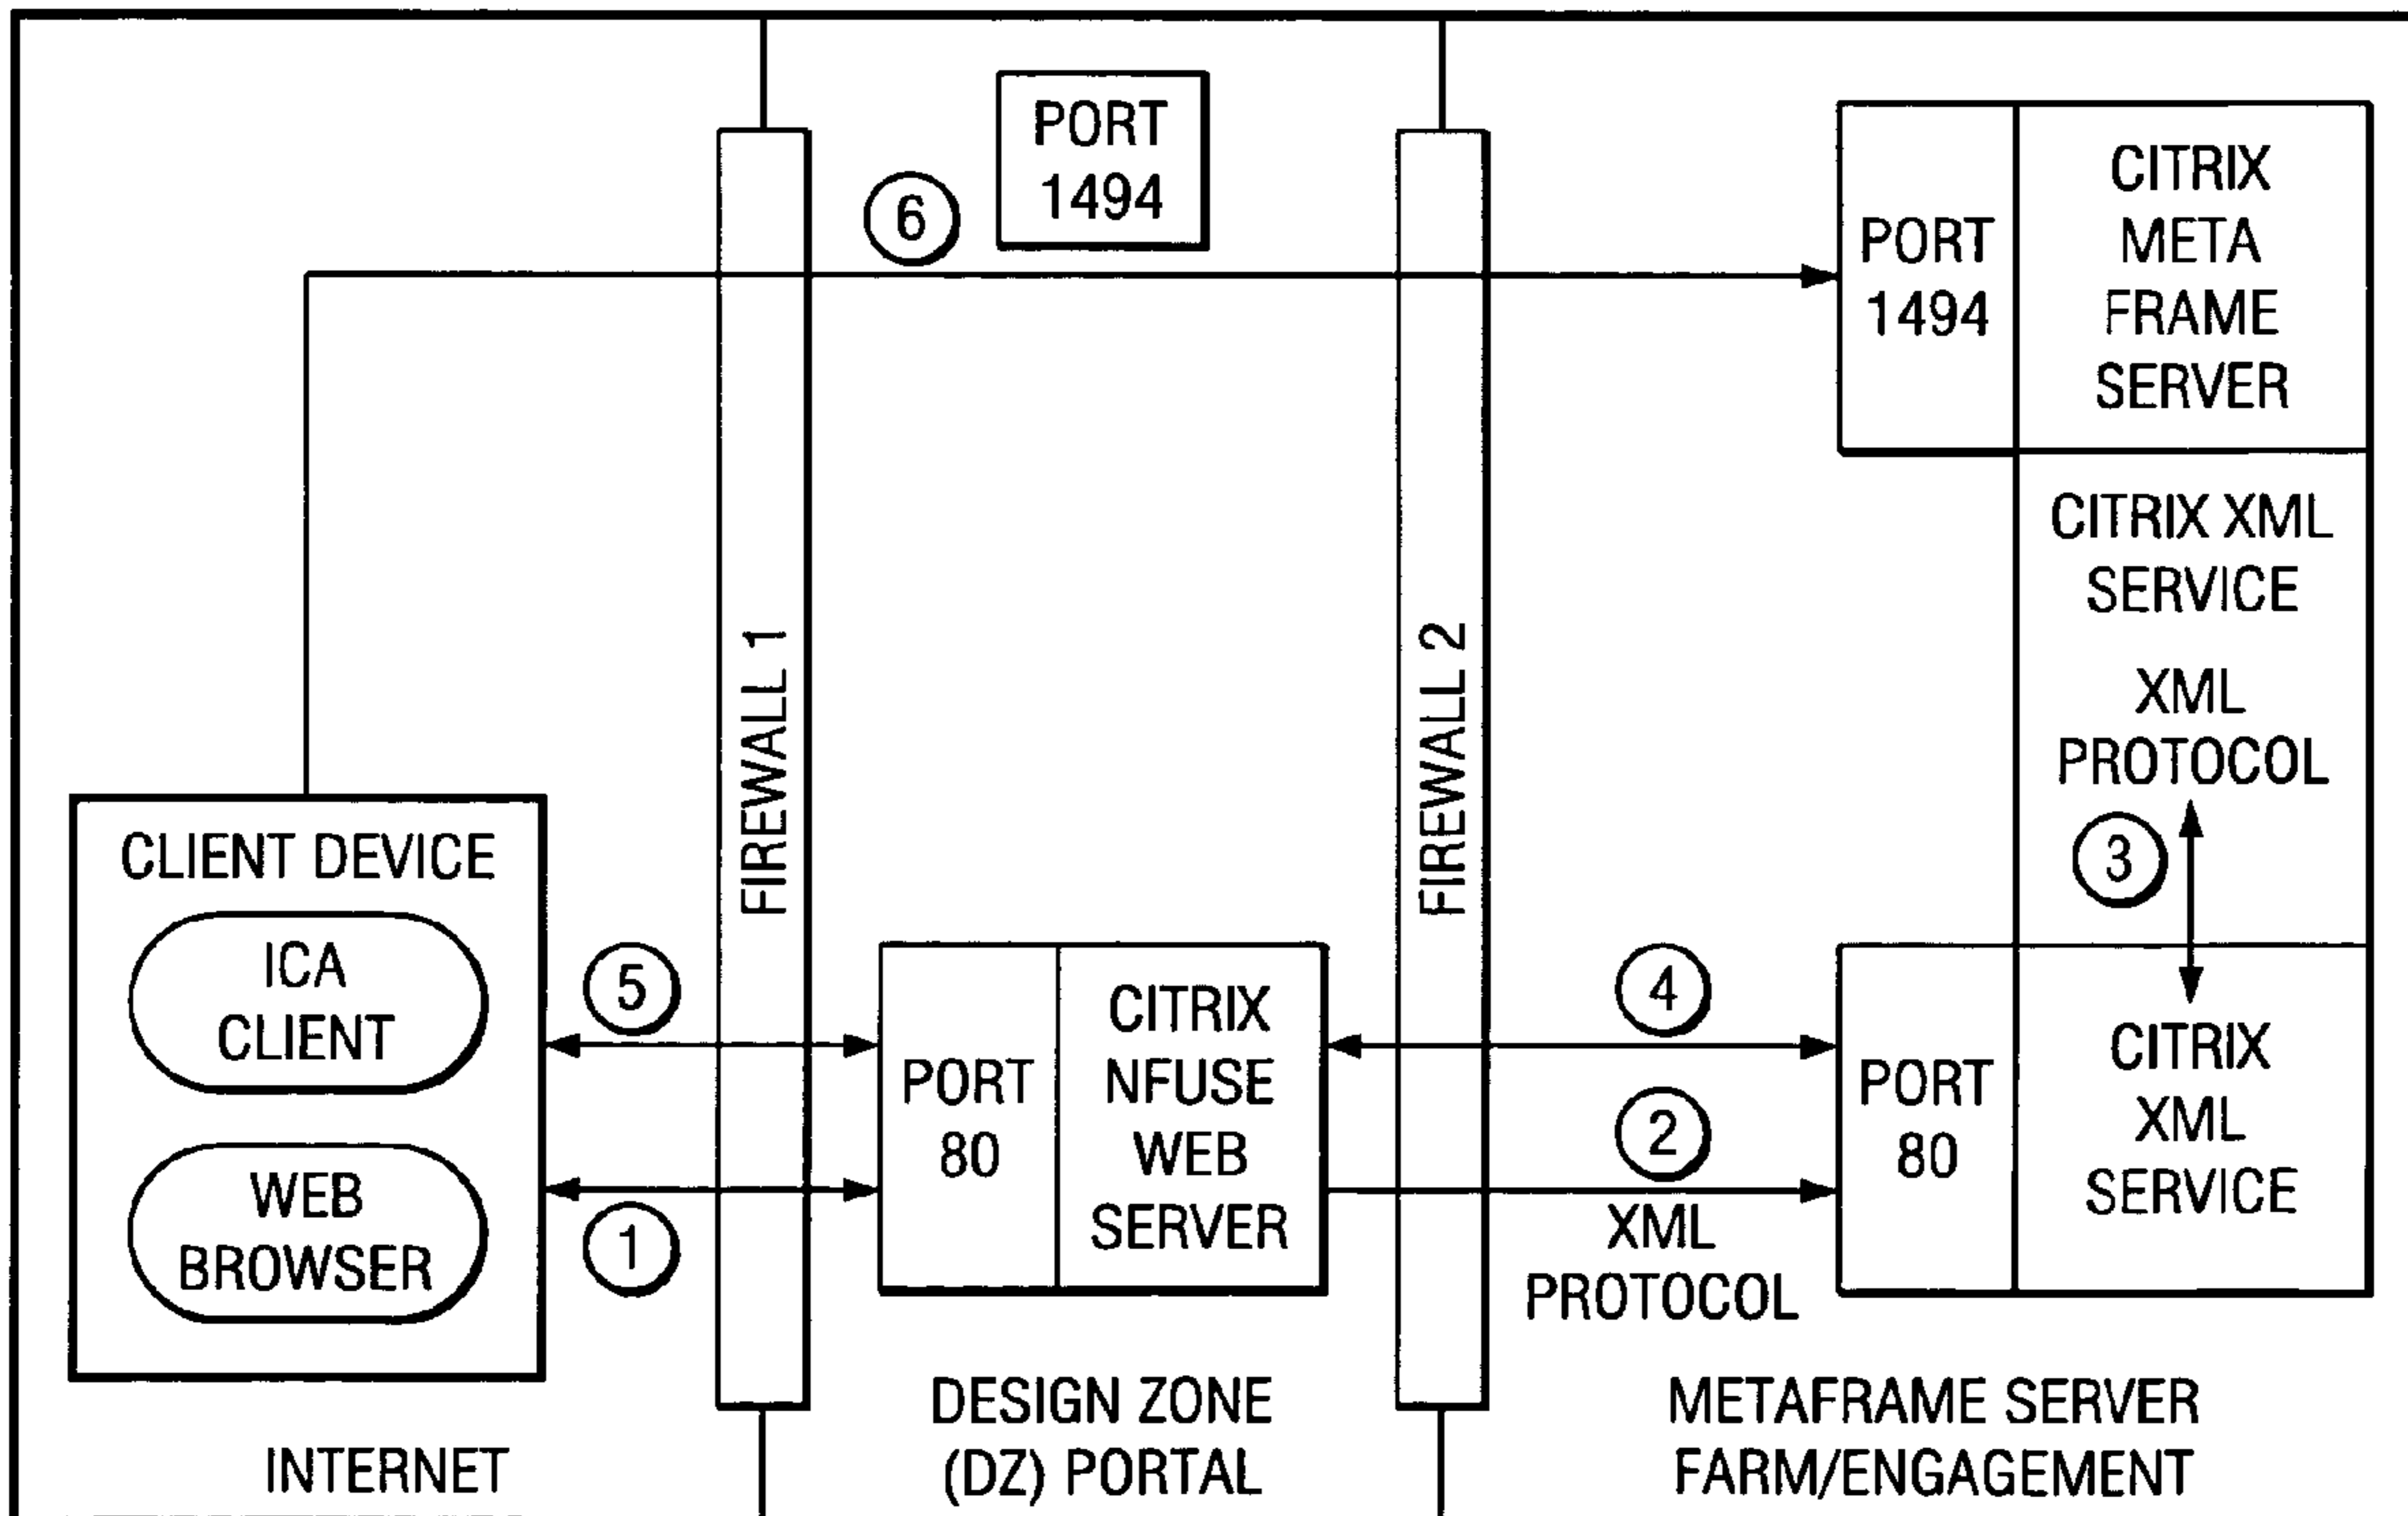 PORT
1494
6
PORT
1494
CITRIX
META
FRAME
SERVER
CITRIX XML
SERVICE
XML
PROTOCOL
3
FIREWALL 1
FIREWALL 2
CLIENT DEVICE
ICA
CLIENT
WEB
BROWSER
5
1
PORT
80
CITRIX
NFUSE
WEB
SERVER
4
2
XML
PROTOCOL
PORT
80
CITRIX
XML
SERVICE
INTERNET
DESIGN ZONE
(DZ) PORTAL
METAFRAME SERVER
FARM/ENGAGEMENT